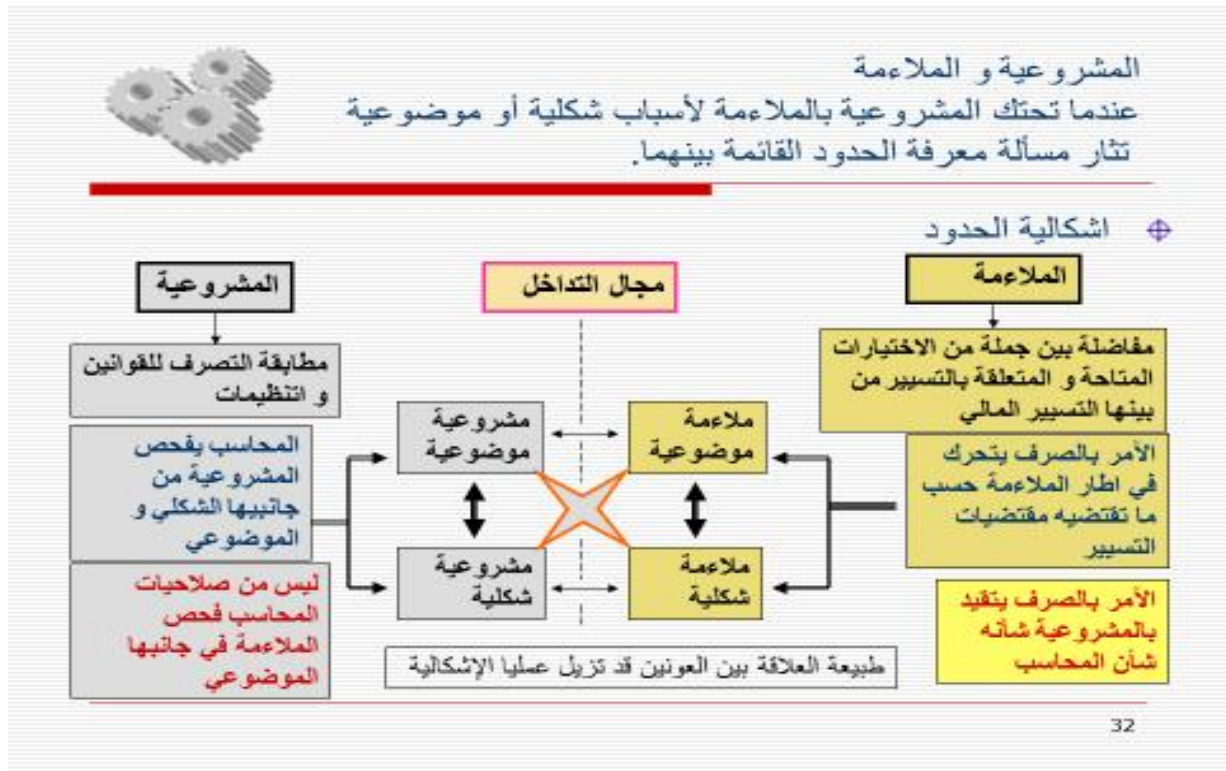 المشروعية و الملاءمة
عندما تحتك المشروعية بالملاءمة لأسباب شكلية أو موضوعية
تثار مسألة معرفة الحدود القائمة بينهما.
اشكالية الحدود
الملاءمة
مجال التداخل
المشروعية
مفاضلة بين جملة من الاختيارات
المتاحة و المتعلقة بالتسيير من
بينها التسيير المالي
مطابقة التصرف للقوانين
و اتنظيمات
ملاءمة
موضوعية
مشروعية
موضوعية
الأمر بالصرف يتحرك
في اطار الملاءمة حسب
ما تقتضيه مقتضيات
التسيير
المحاسب يفحص
المشروعية من
جانبيها الشكلي و
الموضوعي
ملاءمة
شكلية
مشروعية
شكلية
الأمر بالصرف يتقيد
بالمشروعية شأنه
شأن المحاسب
ليس من صلاحيات
المحاسب فحص
الملاءمة في جانبها
الموضوعي
طبيعة العلاقة بين العونين قد تزيل عمليا الإشكالية
32